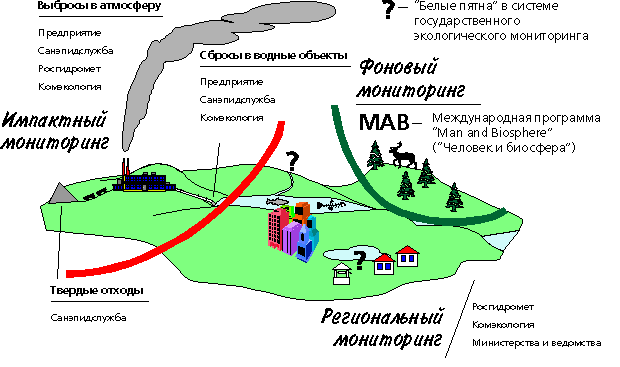 Выбросы в атмосферу
Предприятие
Санэпидслужба
Росгидромет
Комэкология
Импактный
мониторинг
Сбросы в водные объекты
Предприятие
Санэпидслужба
Комэкология
? — "Белые пятна" в системе
государственного
экологического мониторинга
Фоновый
мониторинг
МАВ — Международная программа
"Man and Biosphere"
("Человек и биосфера")
?
?
Твердые отходы
Санэпидслужба
Региональный
мониторинг
Росгидромет
Комэкология
Министерства и ведомства